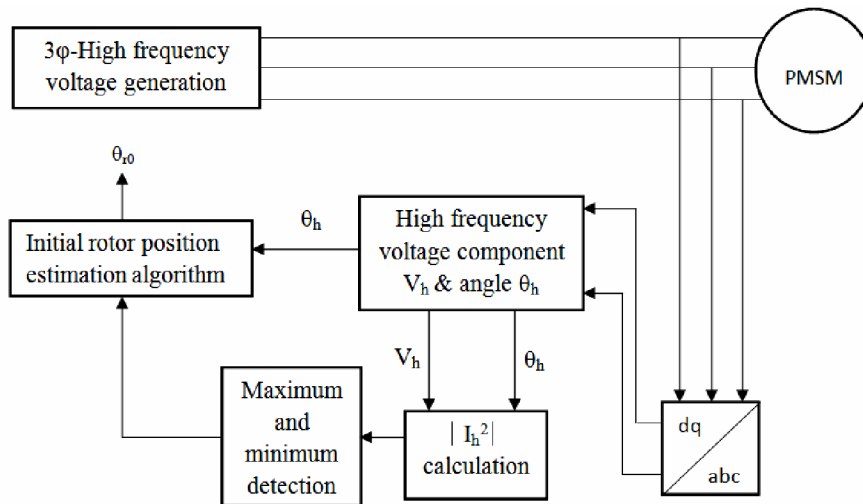 3φ-High frequency
voltage generation
PMSM
θr0
Initial rotor position
estimation algorithm
θh
High frequency
voltage component
Vh & angle θh
Vh
θh
Maximum
and
minimum
detection
| Ih²|
calculation
dq
abc